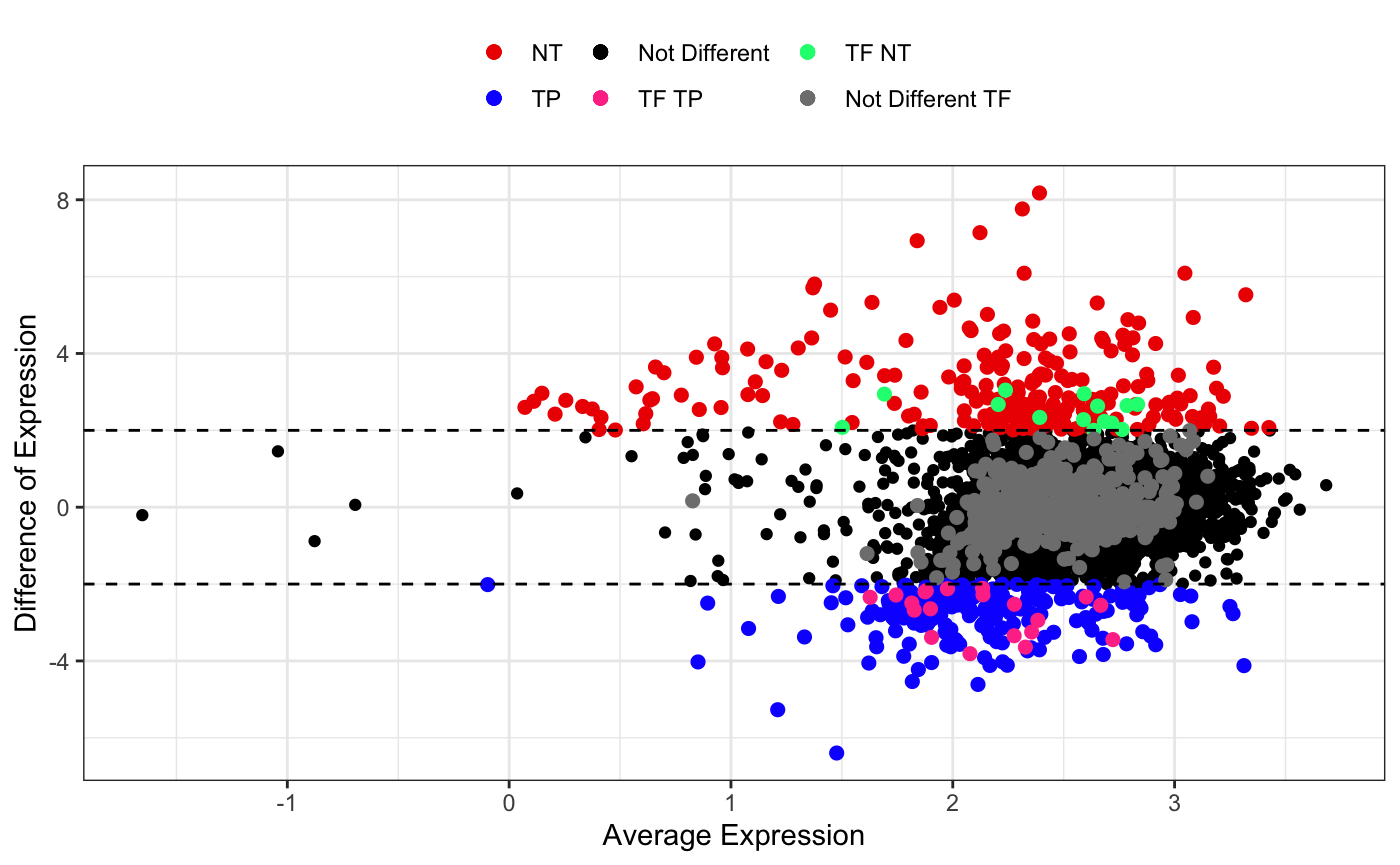 NT Not Different TF NT
TP TF TP Not Different TF
8
4
0
-4
Difference of Expression
-1 0 1 2 3
Average Expression